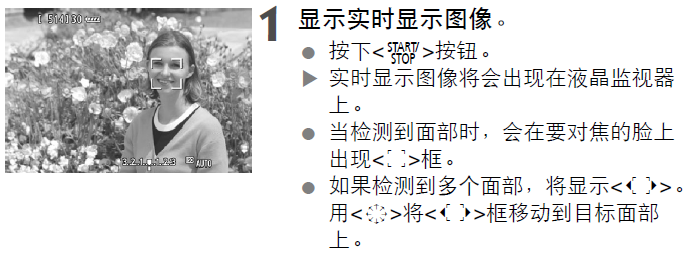 [ 514]30
3..2..1..0..1..2..:3 AUTO
1 显示实时显示图像。
● 按下<START/STOP>按钮。
▶ 实时显示图像将会出现在液晶监视器
上。
● 当检测到面部时，会在要对焦的脸上
出现<[ ]>框。
● 如果检测到多个面部，将显示<◀[ ]▶>。
用<>将<◀[ ]▶>框移动到目标面部
上。